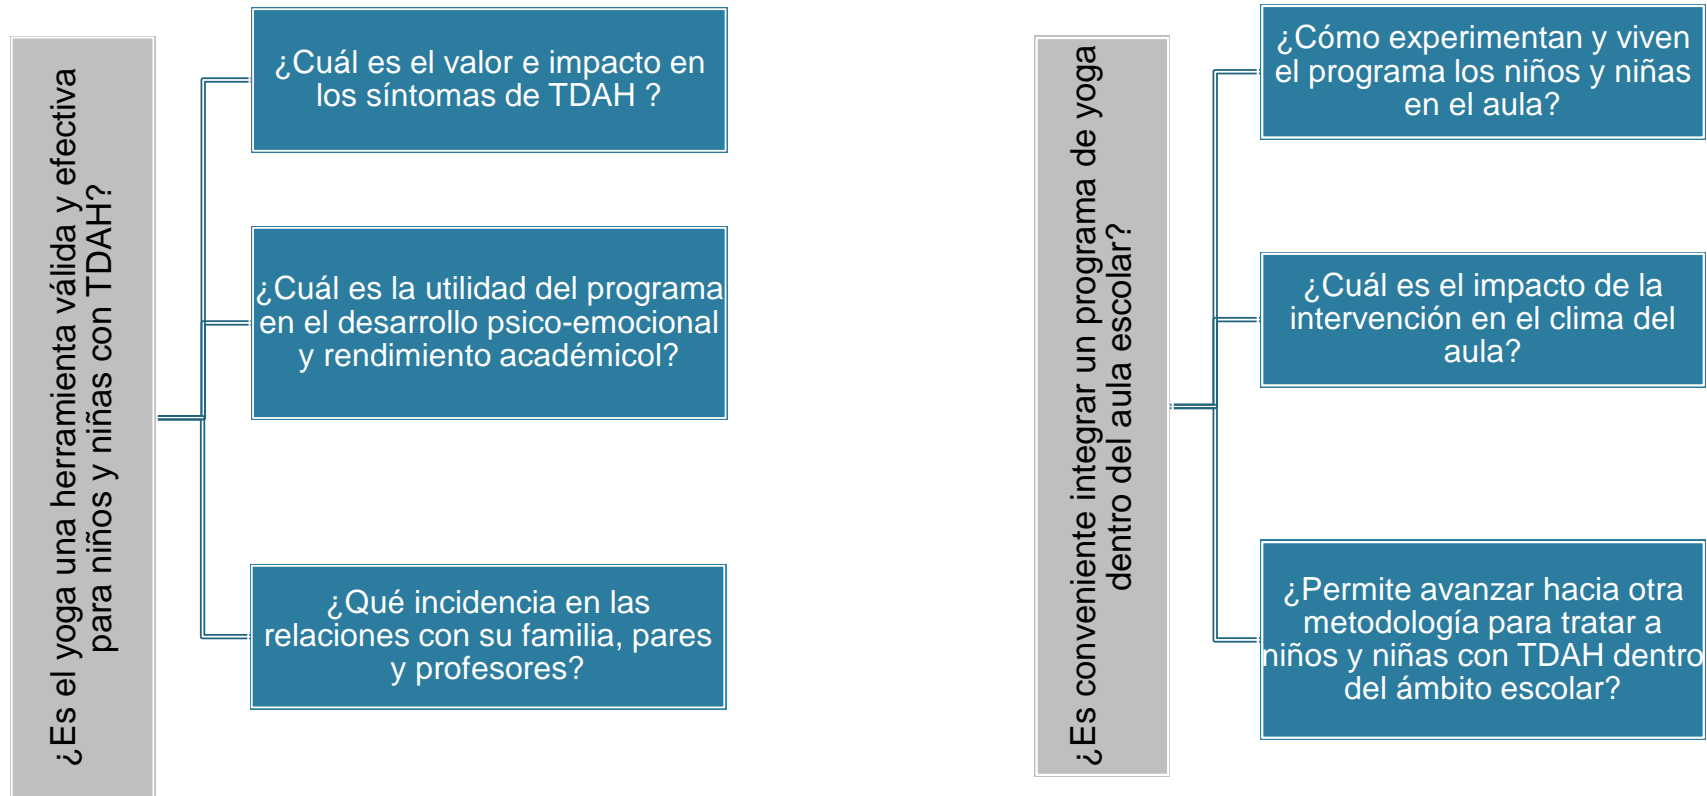 ¿Es el yoga una herramienta válida y efectiva
para niños y niñas con TDAH?
¿Cuál es el valor e impacto en
los síntomas de TDAH ?
¿Cuál es la utilidad del programa
en el desarrollo psico-emocional
y rendimiento académicol?
¿Qué incidencia en las
relaciones con su familia, pares
y profesores?
¿Es conveniente integrar un programa de yoga
dentro del aula escolar?
¿Cómo experimentan y viven
el programa los niños y niñas
en el aula?
¿Cuál es el impacto de la
intervención en el clima del
aula?
¿Permite avanzar hacia otra
metodología para tratar a
niños y niñas con TDAH dentro
del ámbito escolar?